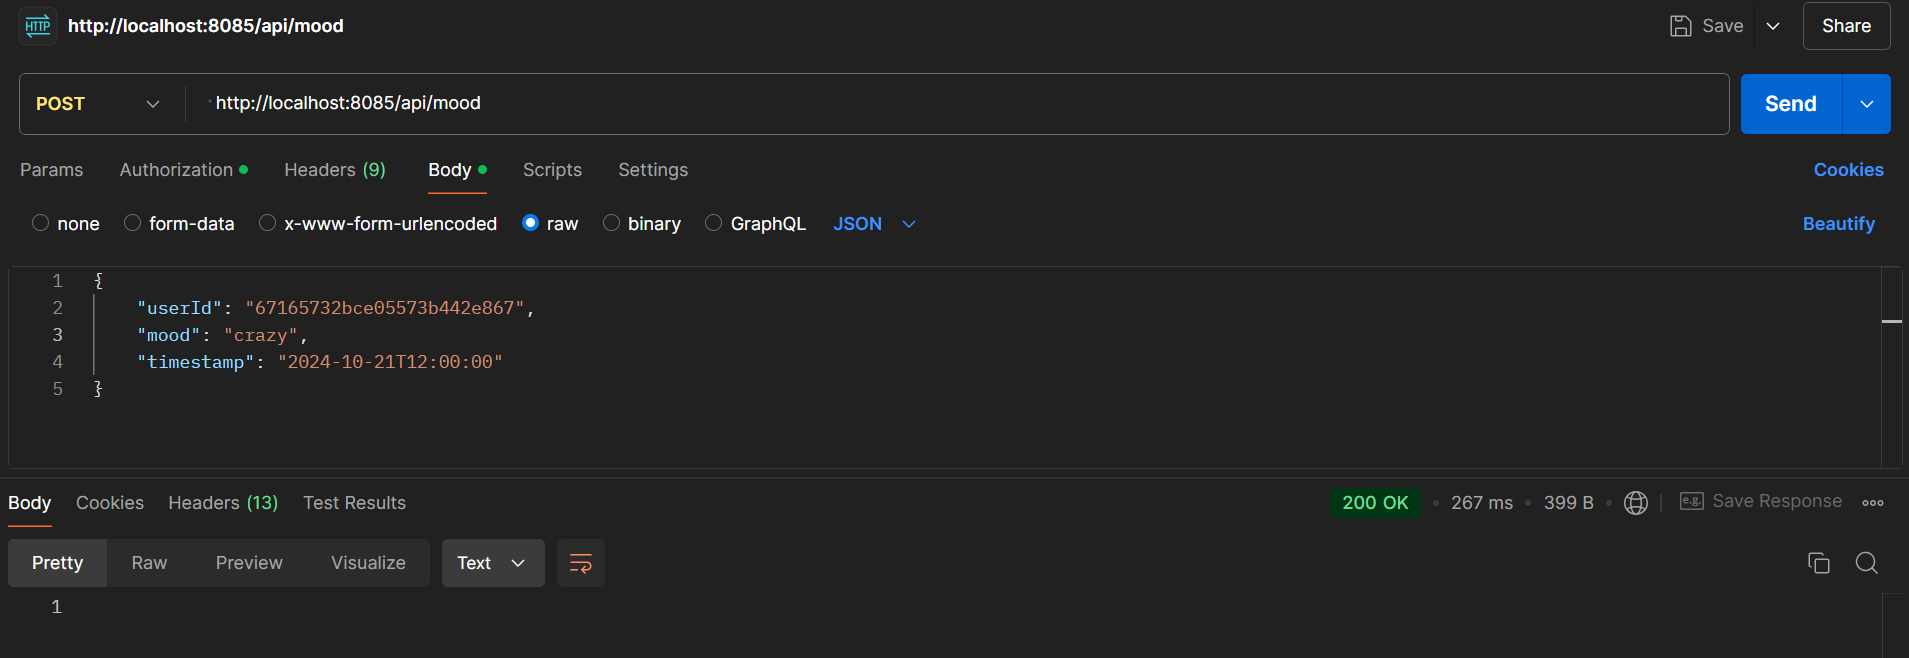 HTTP http://localhost:8085/api/mood Save Share
POST http://localhost:8085/api/mood Send
Params Authorization Headers (9) Body Scripts Settings Cookies
none form-data x-www-form-urlencoded raw binary GraphQL JSON Beautify
1 {
2 "userId": "67165732bce05573b442e867",
3 "mood": "crazy",
4 "timestamp": "2024-10-21T12:00:00"
5 }
Body Cookies Headers (13) Test Results 200 OK • 267 ms • 399 B • e.g. Save Response
Pretty Raw Preview Visualize Text
1